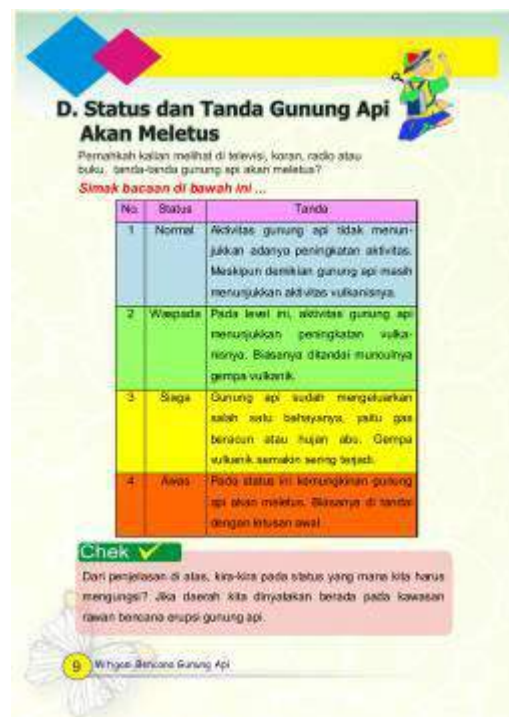 D. Status dan Tanda Gunung Api
Akan Meletus
Pernahkah kalian melihat di televisi, koran, radio atau
buku, tanda-tanda gunung api akan meletus?
Simak bacaan di bawah ini ...
No. Status Tanda
1 Normal Aktivitas gunung api tidak menun-
jukkan adanya peningkatan aktivitas.
Meskipun demikian gunung api masih
menunjukkan aktivitas vulkanisnya.
2 Waspada Pada level ini, aktivitas gunung api
menunjukkan peningkatan vulka-
nisnya. Biasanya ditandai munculnya
gempa vulkanik.
3 Siaga Gunung api sudah mengeluarkan
salah satu bahayanya, yaitu gas
beracun atau hujan abu. Gempa
vulkanik semakin sering terjadi.
4 Awas Pada status ini kemungkinan gunung
api akan meletus. Biasanya di tandai
dengan letusan awal.
Chek
Dari penjelasan di atas, kira-kira pada status yang mana kita harus
mengungsi? Jika daerah kita dinyatakan berada pada kawasan
rawan bencana erupsi gunung api.
9 Mitigasi Bencana Gunung Api